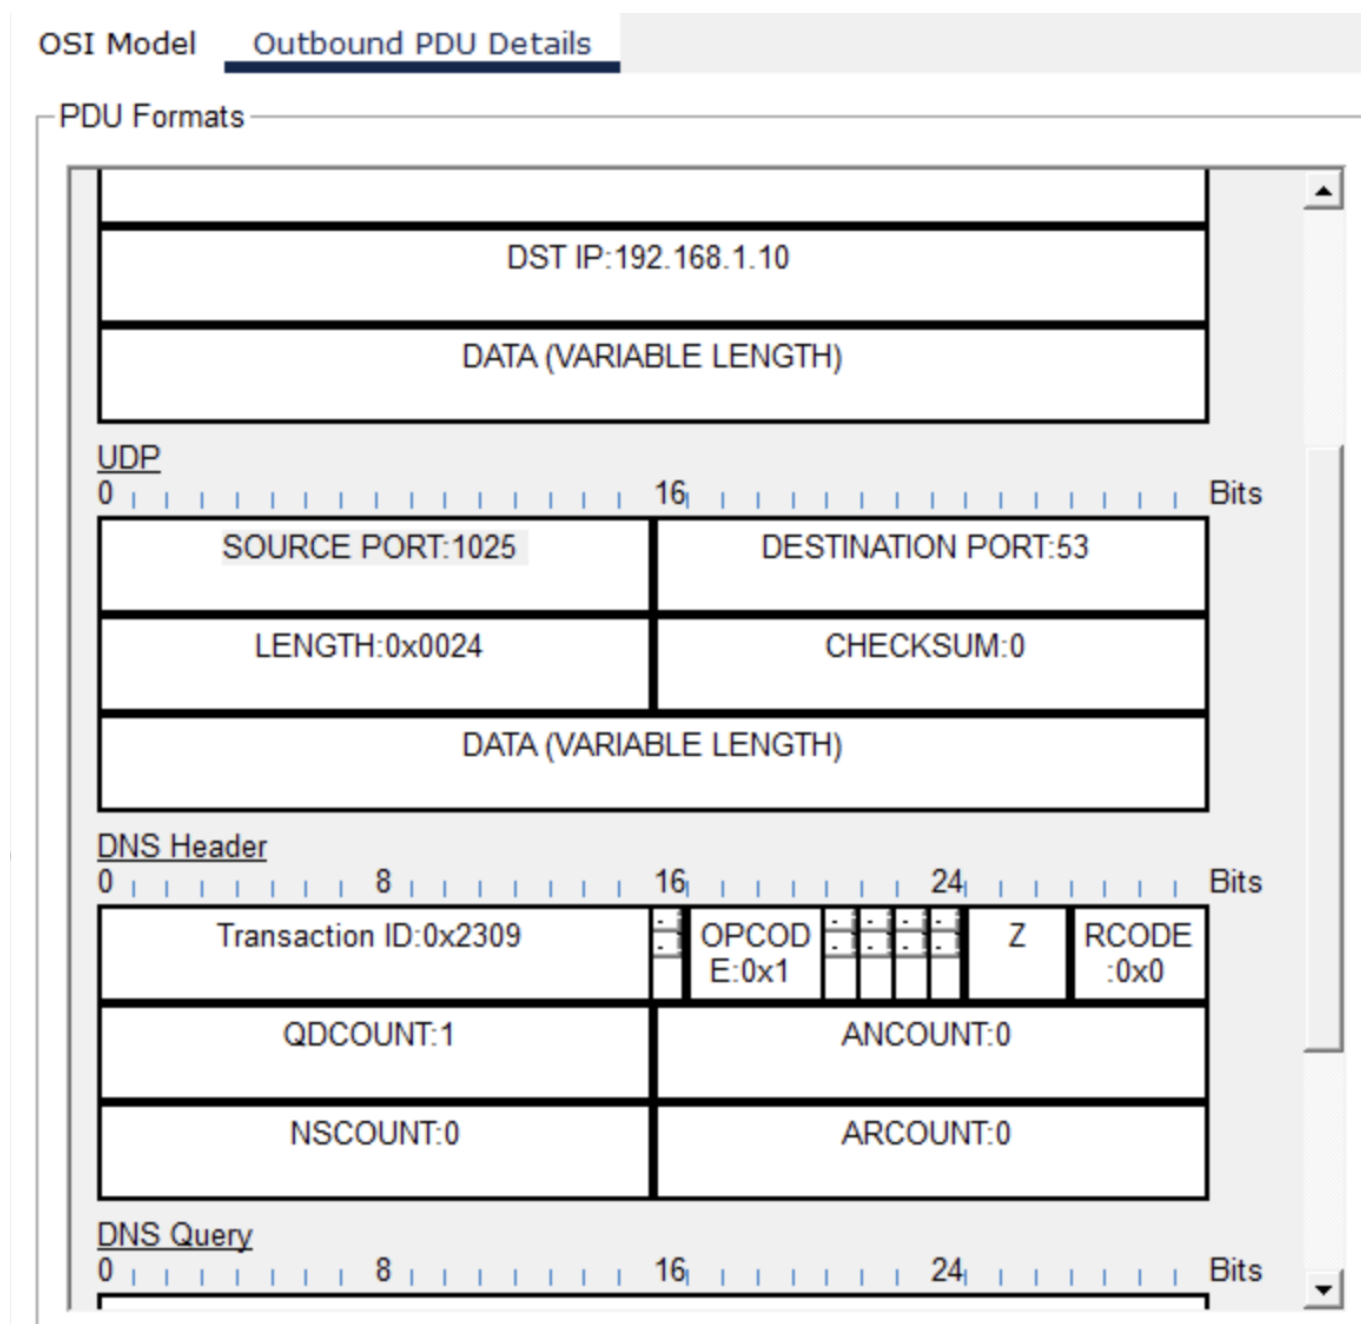 OSI Model Outbound PDU Details
PDU Formats
DST IP:192.168.1.10
DATA (VARIABLE LENGTH)
UDP
0 16 Bits
SOURCE PORT:1025 DESTINATION PORT:53
LENGTH:0x0024 CHECKSUM:0
DATA (VARIABLE LENGTH)
DNS Header
0 8 16 24 Bits
Transaction ID:0x2309 OPCOD Z RCODE
E:0x1 :0x0
QDCOUNT:1 ANCOUNT:0
NSCOUNT:0 ARCOUNT:0
DNS Query
0 8 16 24 Bits